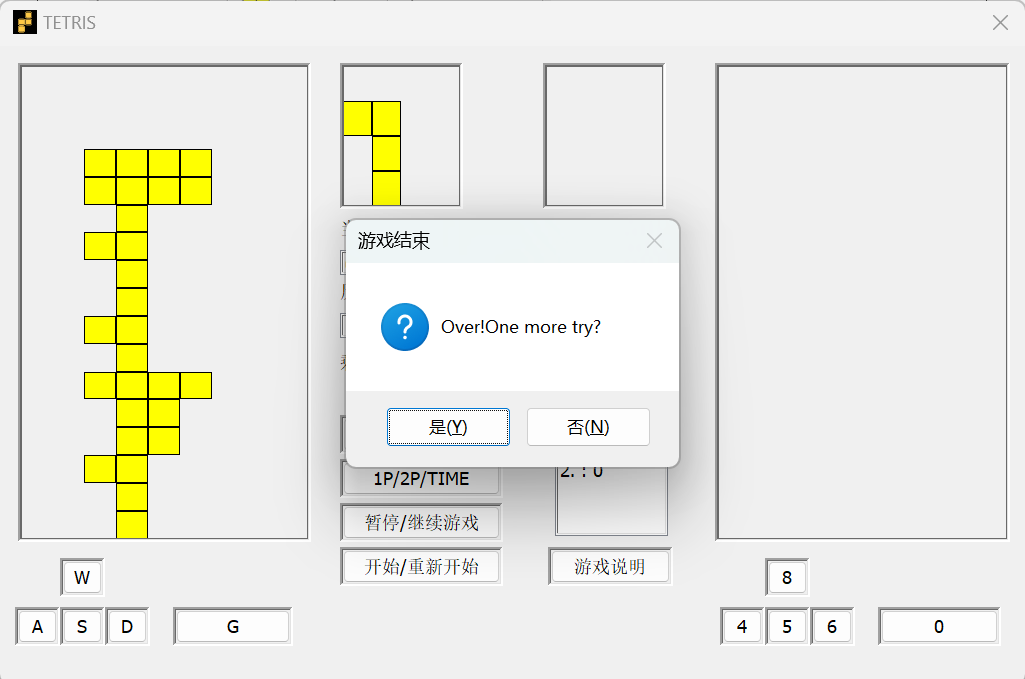 TETRIS
游戏结束
Over!One more try?
是(Y)
否(N)
2. : 0
1P/2P/TIME
暂停/继续游戏
开始/重新开始
游戏说明
W
8
A
S
D
G
4
5
6
0